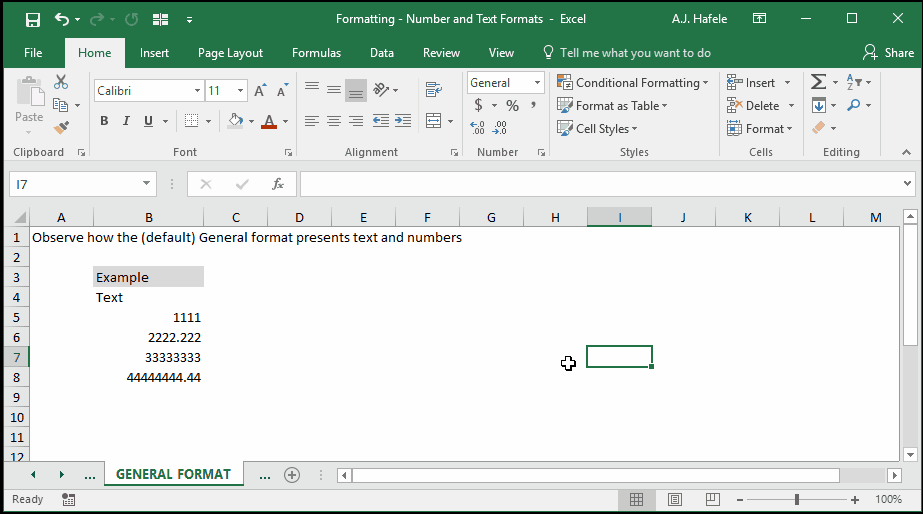 Formatting - Number and Text Formats - Excel
A.J. Hafele
File Home Insert Page Layout Formulas Data Review View Tell me what you want to do Share
Paste
Calibri 11
B I U A A A
General
$ % ,
.0 .00
.00 .0
Conditional Formatting
Format as Table
Cell Styles
Insert
Delete
Format
Σ A Z
Clipboard Font Alignment Number Styles Cells Editing
I7 fx
A B C D E F G H I J K L M
1 Observe how the (default) General format presents text and numbers
2
3 Example
4 Text
5 1111
6 2222.222
7 33333333
8 44444444.44
9
10
11
12
... GENERAL FORMAT ...
Ready 100%